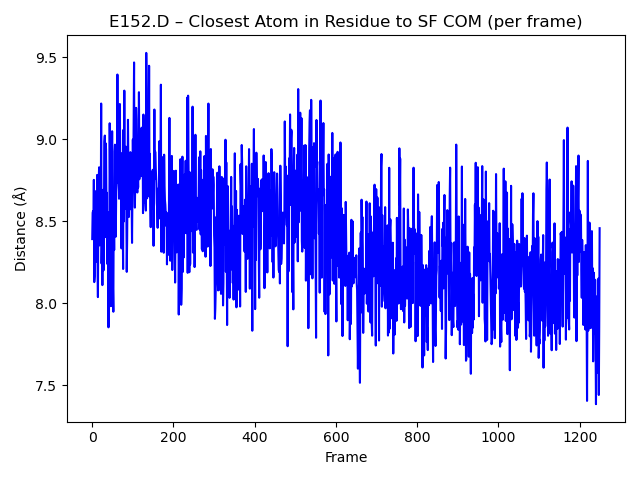 E152.D – Closest Atom in Residue to SF COM (per frame)
9.5
9.0
8.5
8.0
7.5
Distance (Å)
0 200 400 600 800 1000 1200
Frame